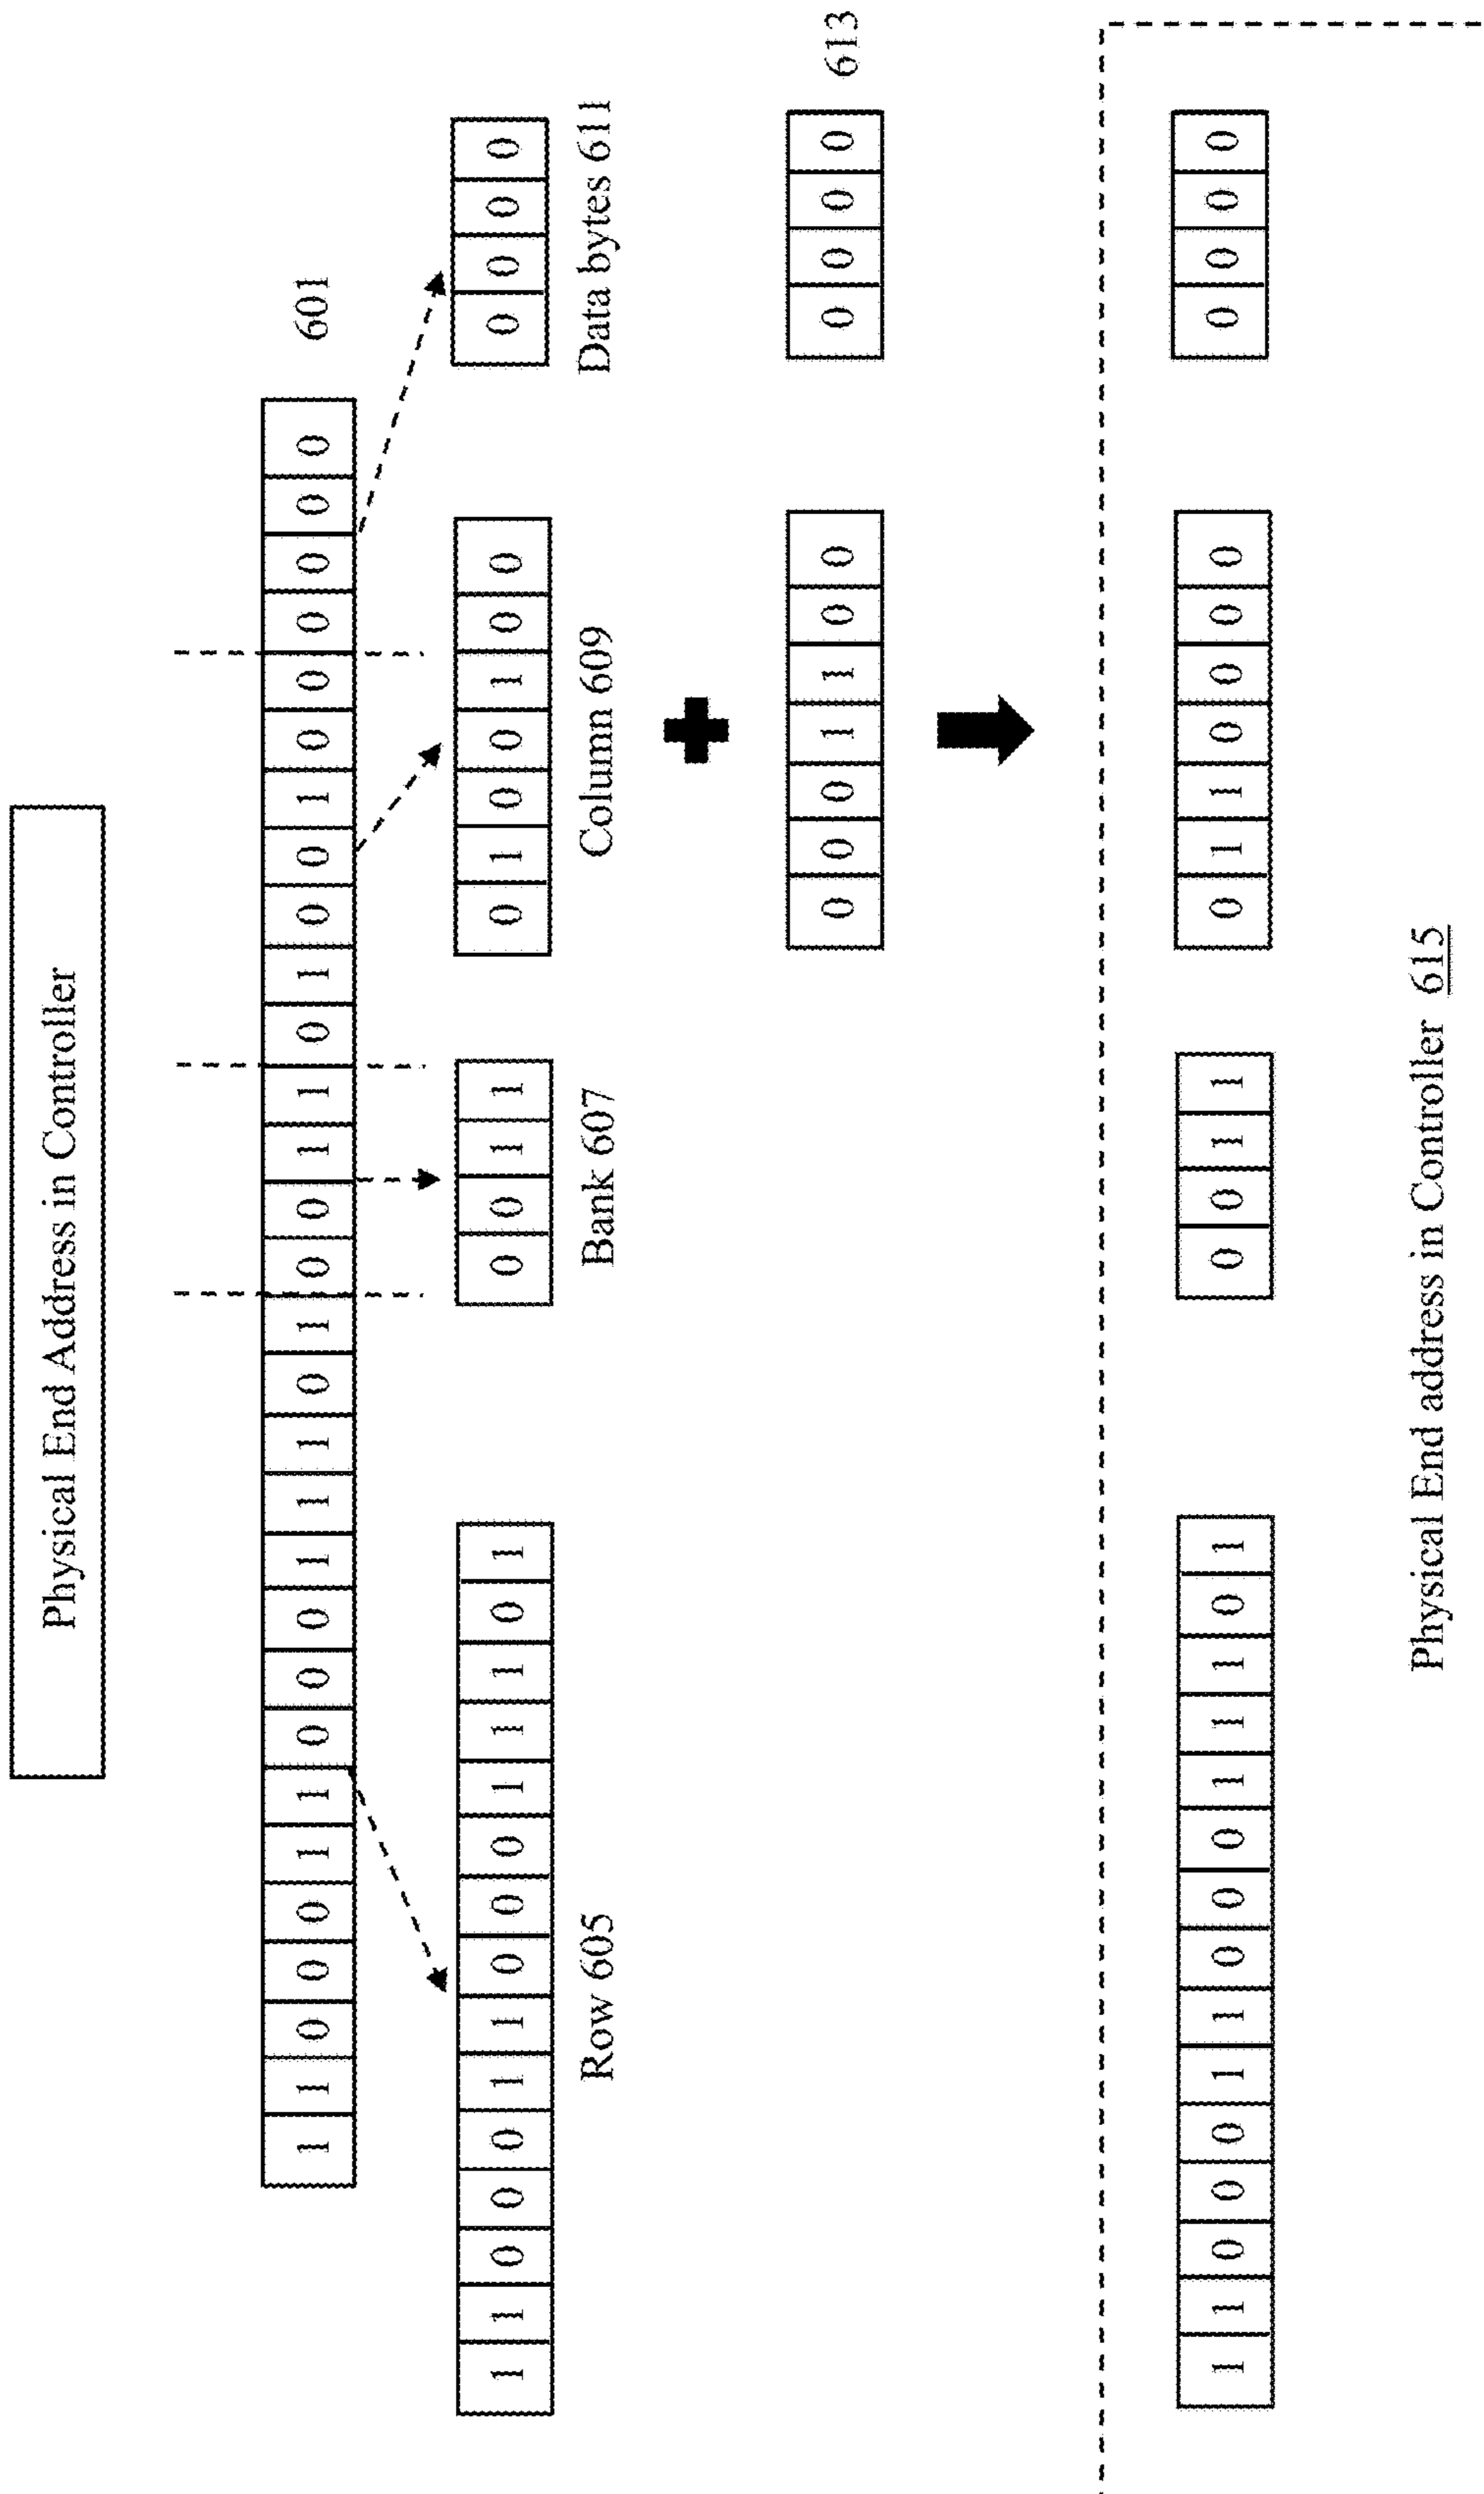 Physical End Address in Controller
601
1 1 0 0 0 1 1 0 0 0 1 1 1 0 1 0 0 1 1 0 1 0 0 1 0 0 0 0 0 0
1 1 0 0 0 1 1 0 0 0 1 1 1 0 1 0 0 1 1 0 1 0 0 1 0 0 0 0 0 0
Row 605 Bank 607 Column 609 Data bytes 611
0 0 0 1 1 0 0 0 0 0 0
613
1 1 0 0 0 1 1 0 0 0 1 1 1 0 1 0 0 1 1 0 1 1 0 0 0 0 0 0 0 0
Physical End address in Controller 615